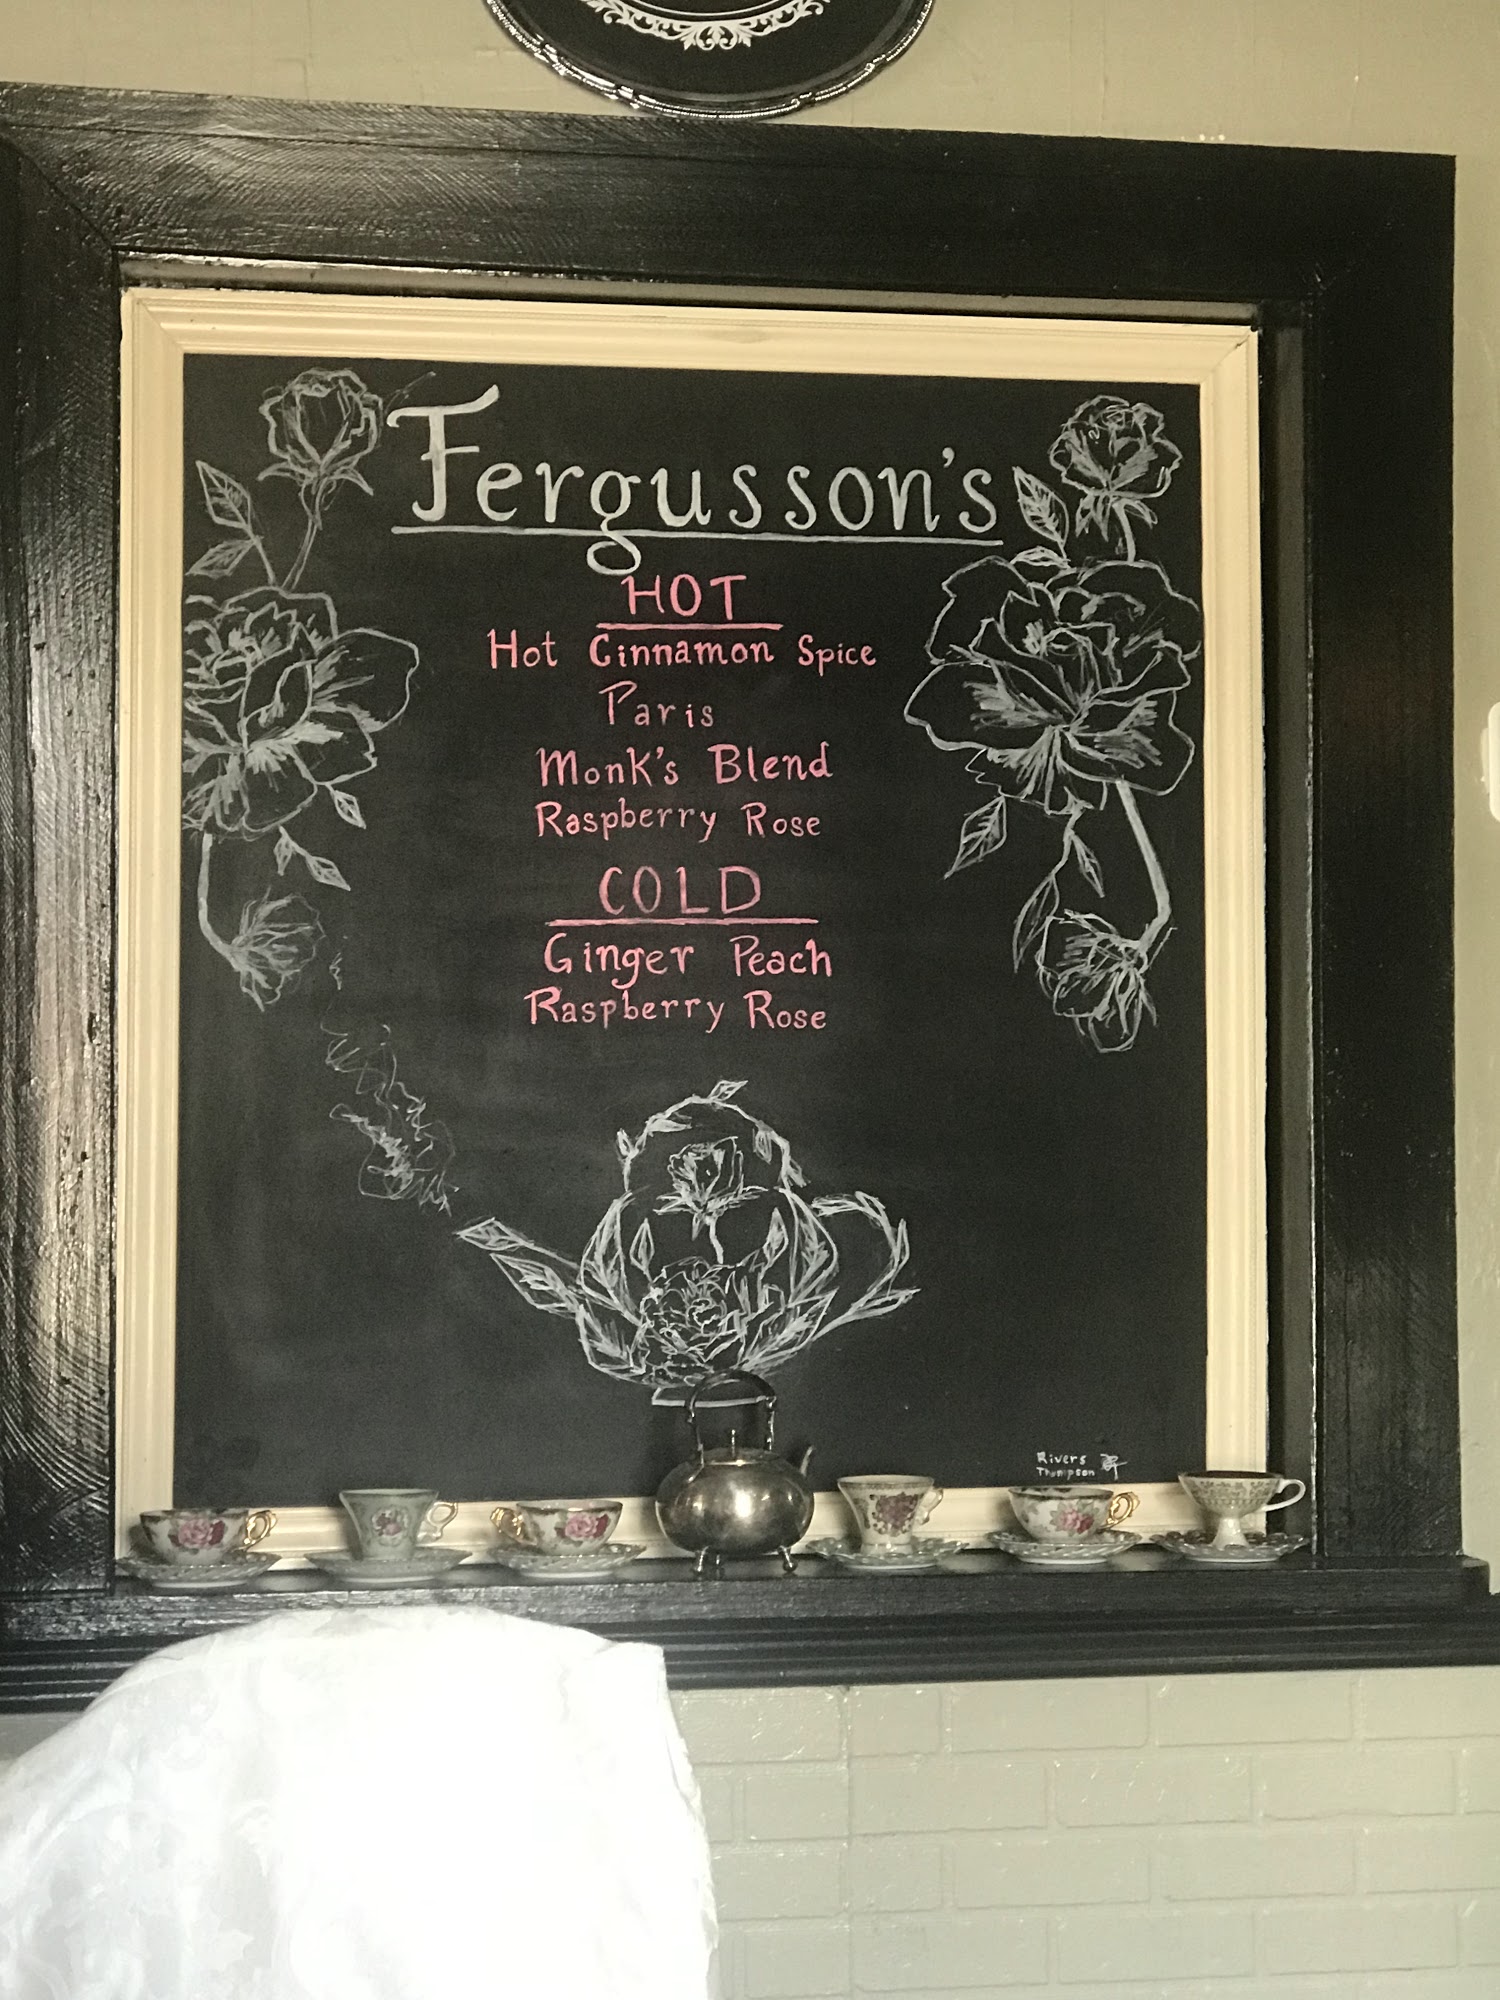 Fergusson's
HOT
Hot Cinnamon Spice
Paris
Monk's Blend
Raspberry Rose
COLD
Ginger Peach
Raspberry Rose
Rivers
Thompson